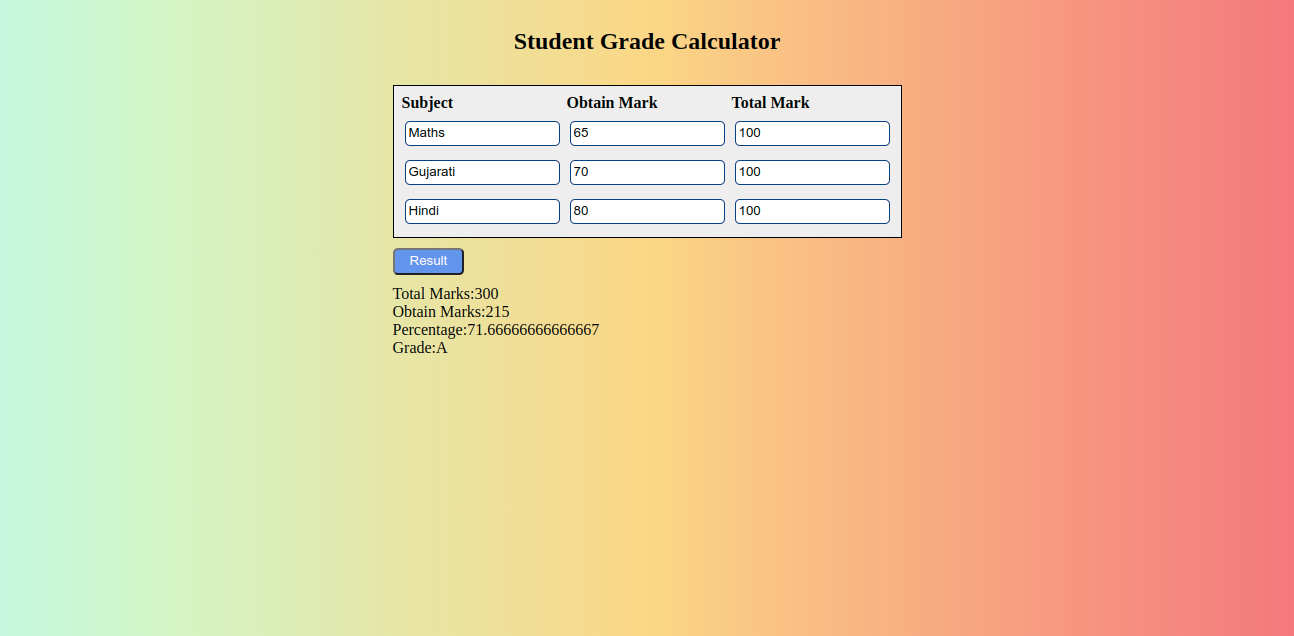 Student Grade Calculator
Subject Obtain Mark Total Mark
Maths 65 100
Gujarati 70 100
Hindi 80 100
Result
Total Marks:300
Obtain Marks:215
Percentage:71.66666666666667
Grade:A